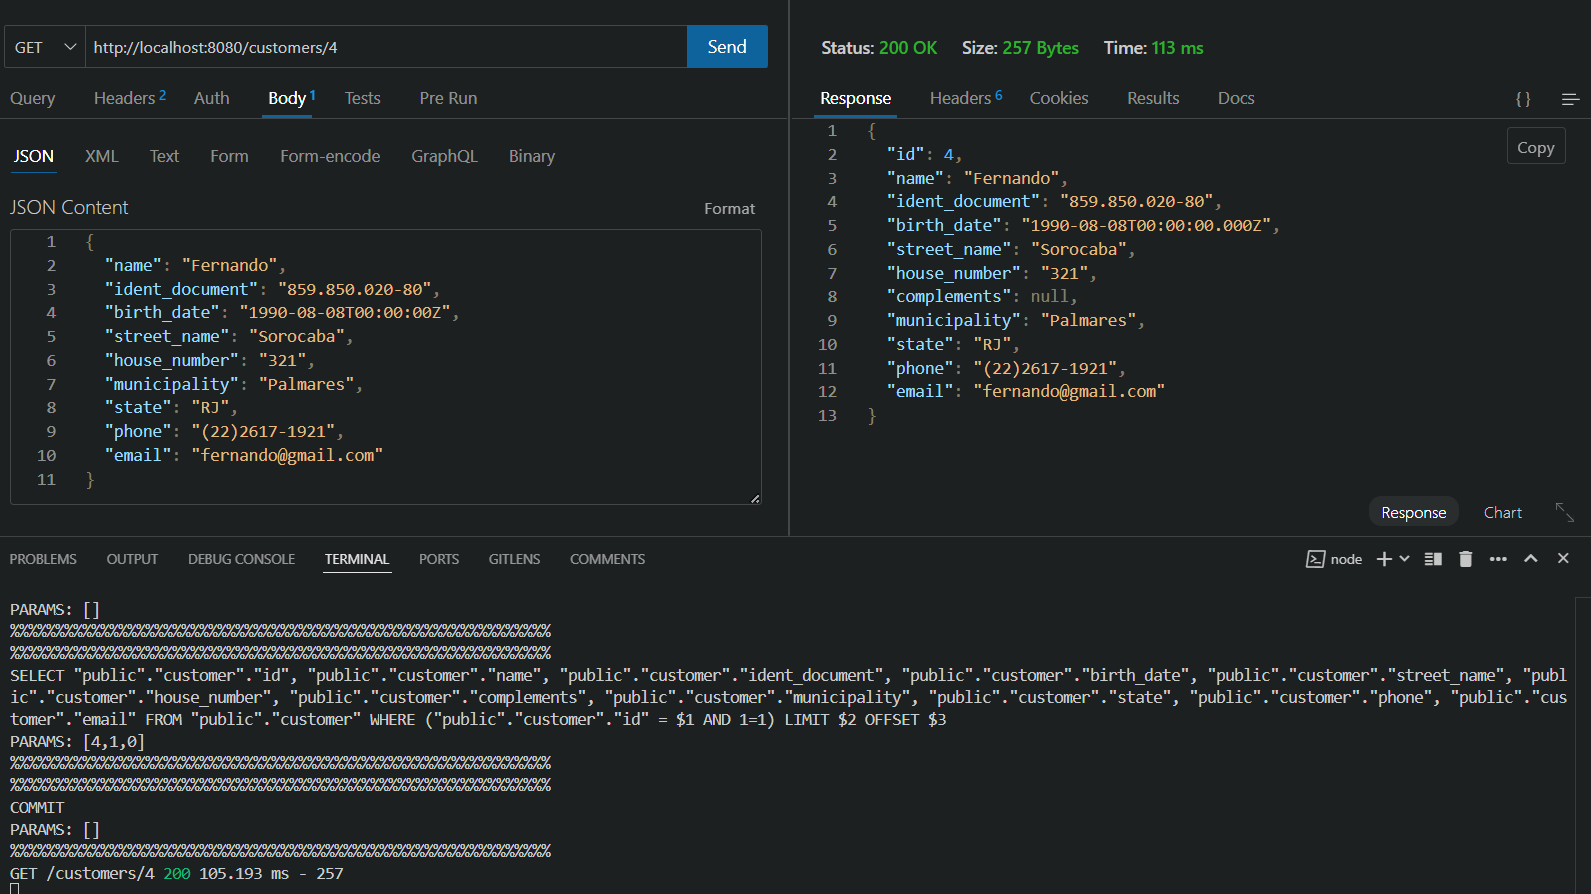 GET http://localhost:8080/customers/4 Send
Query Headers 2 Auth Body 1 Tests Pre Run
JSON XML Text Form Form-encode GraphQL Binary
JSON Content Format
1 {
2 "name": "Fernando",
3 "ident_document": "859.850.020-80",
4 "birth_date": "1990-08-08T00:00:00Z",
5 "street_name": "Sorocaba",
6 "house_number": "321",
7 "municipality": "Palmares",
8 "state": "RJ",
9 "phone": "(22)2617-1921",
10 "email": "fernando@gmail.com"
11 }
Status: 200 OK Size: 257 Bytes Time: 113 ms
Response Headers 6 Cookies Results Docs {}
Copy
1 {
2 "id": 4,
3 "name": "Fernando",
4 "ident_document": "859.850.020-80",
5 "birth_date": "1990-08-08T00:00:00.000Z",
6 "street_name": "Sorocaba",
7 "house_number": "321",
8 "complements": null,
9 "municipality": "Palmares",
10 "state": "RJ",
11 "phone": "(22)2617-1921",
12 "email": "fernando@gmail.com"
13 }
Response Chart
PROBLEMS OUTPUT DEBUG CONSOLE TERMINAL PORTS GITLENS COMMENTS node
PARAMS: []
%%%%%%%%%%%%%%%%%%%%%%%%%%%%%%%%%%%%%%%%%%%%%%%%%%%%%%%%%%%%
%%%%%%%%%%%%%%%%%%%%%%%%%%%%%%%%%%%%%%%%%%%%%%%%%%%%%%%%%%%%
SELECT "public"."customer"."id", "public"."customer"."name", "public"."customer"."ident_document", "public"."customer"."birth_date", "public"."customer"."street_name", "publ
ic"."customer"."house_number", "public"."customer"."complements", "public"."customer"."municipality", "public"."customer"."state", "public"."customer"."phone", "public"."cus
tomer"."email" FROM "public"."customer" WHERE ("public"."customer"."id" = $1 AND 1=1) LIMIT $2 OFFSET $3
PARAMS: [4,1,0]
%%%%%%%%%%%%%%%%%%%%%%%%%%%%%%%%%%%%%%%%%%%%%%%%%%%%%%%%%%%%
%%%%%%%%%%%%%%%%%%%%%%%%%%%%%%%%%%%%%%%%%%%%%%%%%%%%%%%%%%%%
COMMIT
PARAMS: []
%%%%%%%%%%%%%%%%%%%%%%%%%%%%%%%%%%%%%%%%%%%%%%%%%%%%%%%%%%%%
GET /customers/4 200 105.193 ms - 257